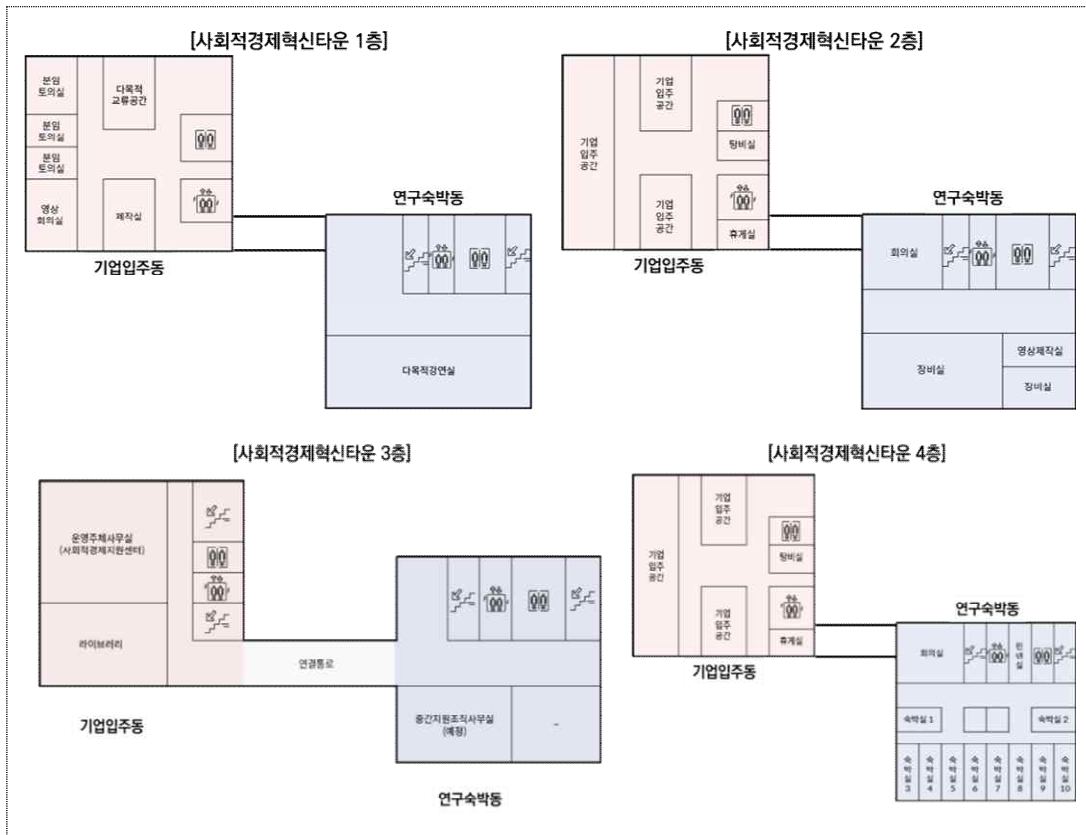 [사회적경제혁신타운 1층]
분임
토의실
분임
토의실
분임
토의실
영상
회의실
다목적
교류공간
제작실
기업입주동
연구숙박동
다목적강연실
[사회적경제혁신타운 2층]
기업
입주
공간
기업
입주
공간
기업
입주
공간
탕비실
휴게실
기업입주동
연구숙박동
회의실
장비실
영상제작실
장비실
[사회적경제혁신타운 3층]
운영주체사무실
(사회적경제지원센터)
라이브러리
연결통로
기업입주동
중간지원조직사무실
(예정)
-
연구숙박동
[사회적경제혁신타운 4층]
기업
입주
공간
기업
입주
공간
기업
입주
공간
탕비실
휴게실
기업입주동
연구숙박동
회의실
린넨실
숙박실 1
숙박실 2
숙박실 3
숙박실 4
숙박실 5
숙박실 6
숙박실 7
숙박실 8
숙박실 9
숙박실 10